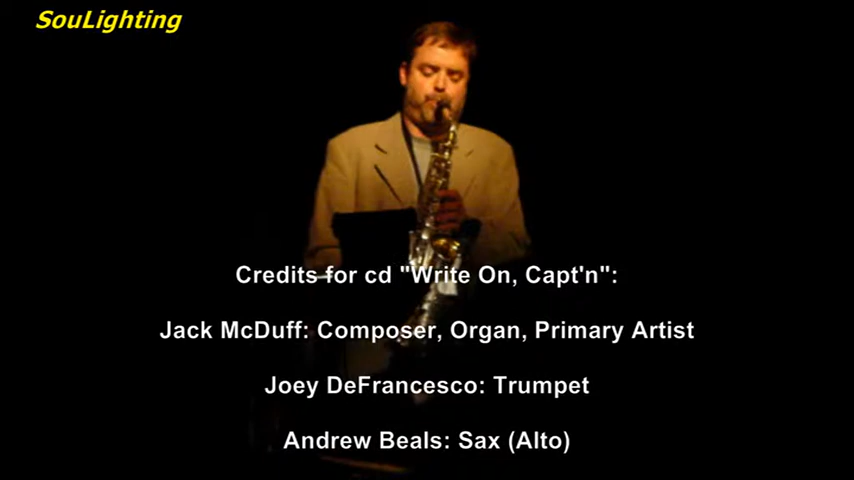 SouLighting
Credits for cd "Write On, Capt'n":
Jack McDuff: Composer, Organ, Primary Artist
Joey DeFrancesco: Trumpet
Andrew Beals: Sax (Alto)